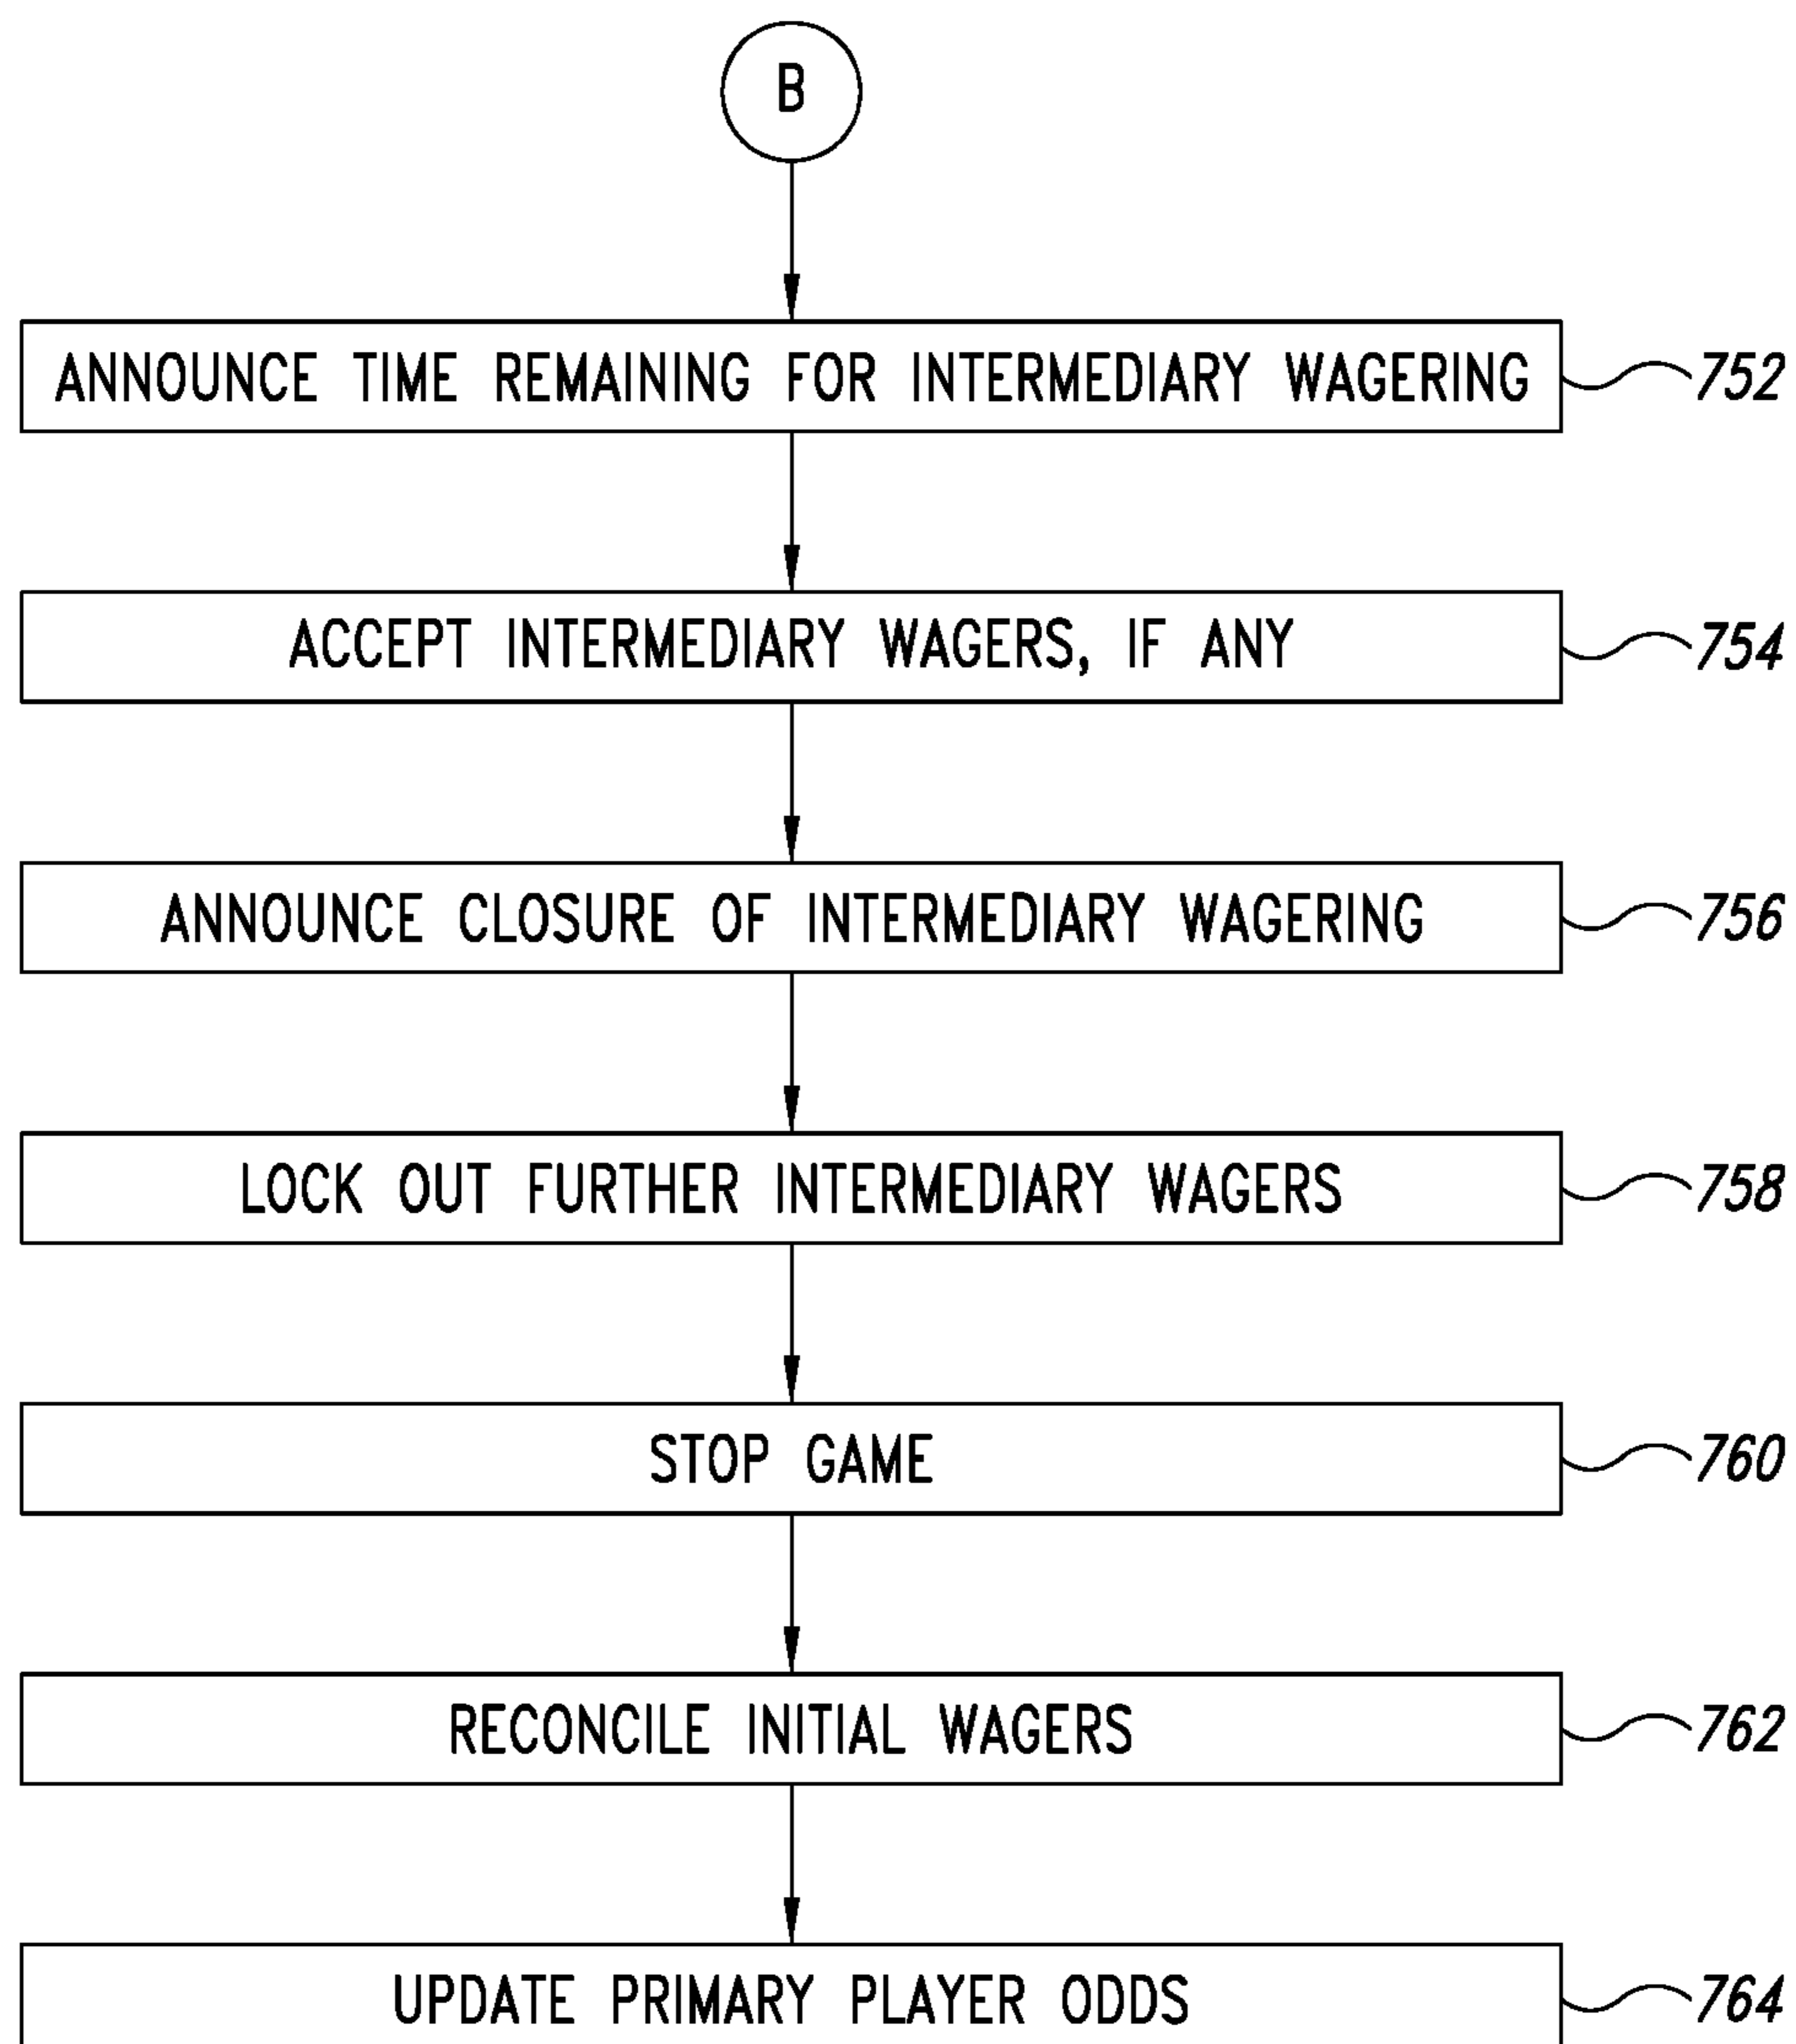 B
ANNOUNCE TIME REMAINING FOR INTERMEDIARY WAGERING 752
ACCEPT INTERMEDIARY WAGERS, IF ANY 754
ANNOUNCE CLOSURE OF INTERMEDIARY WAGERING 756
LOCK OUT FURTHER INTERMEDIARY WAGERS 758
STOP GAME 760
RECONCILE INITIAL WAGERS 762
UPDATE PRIMARY PLAYER ODDS 764